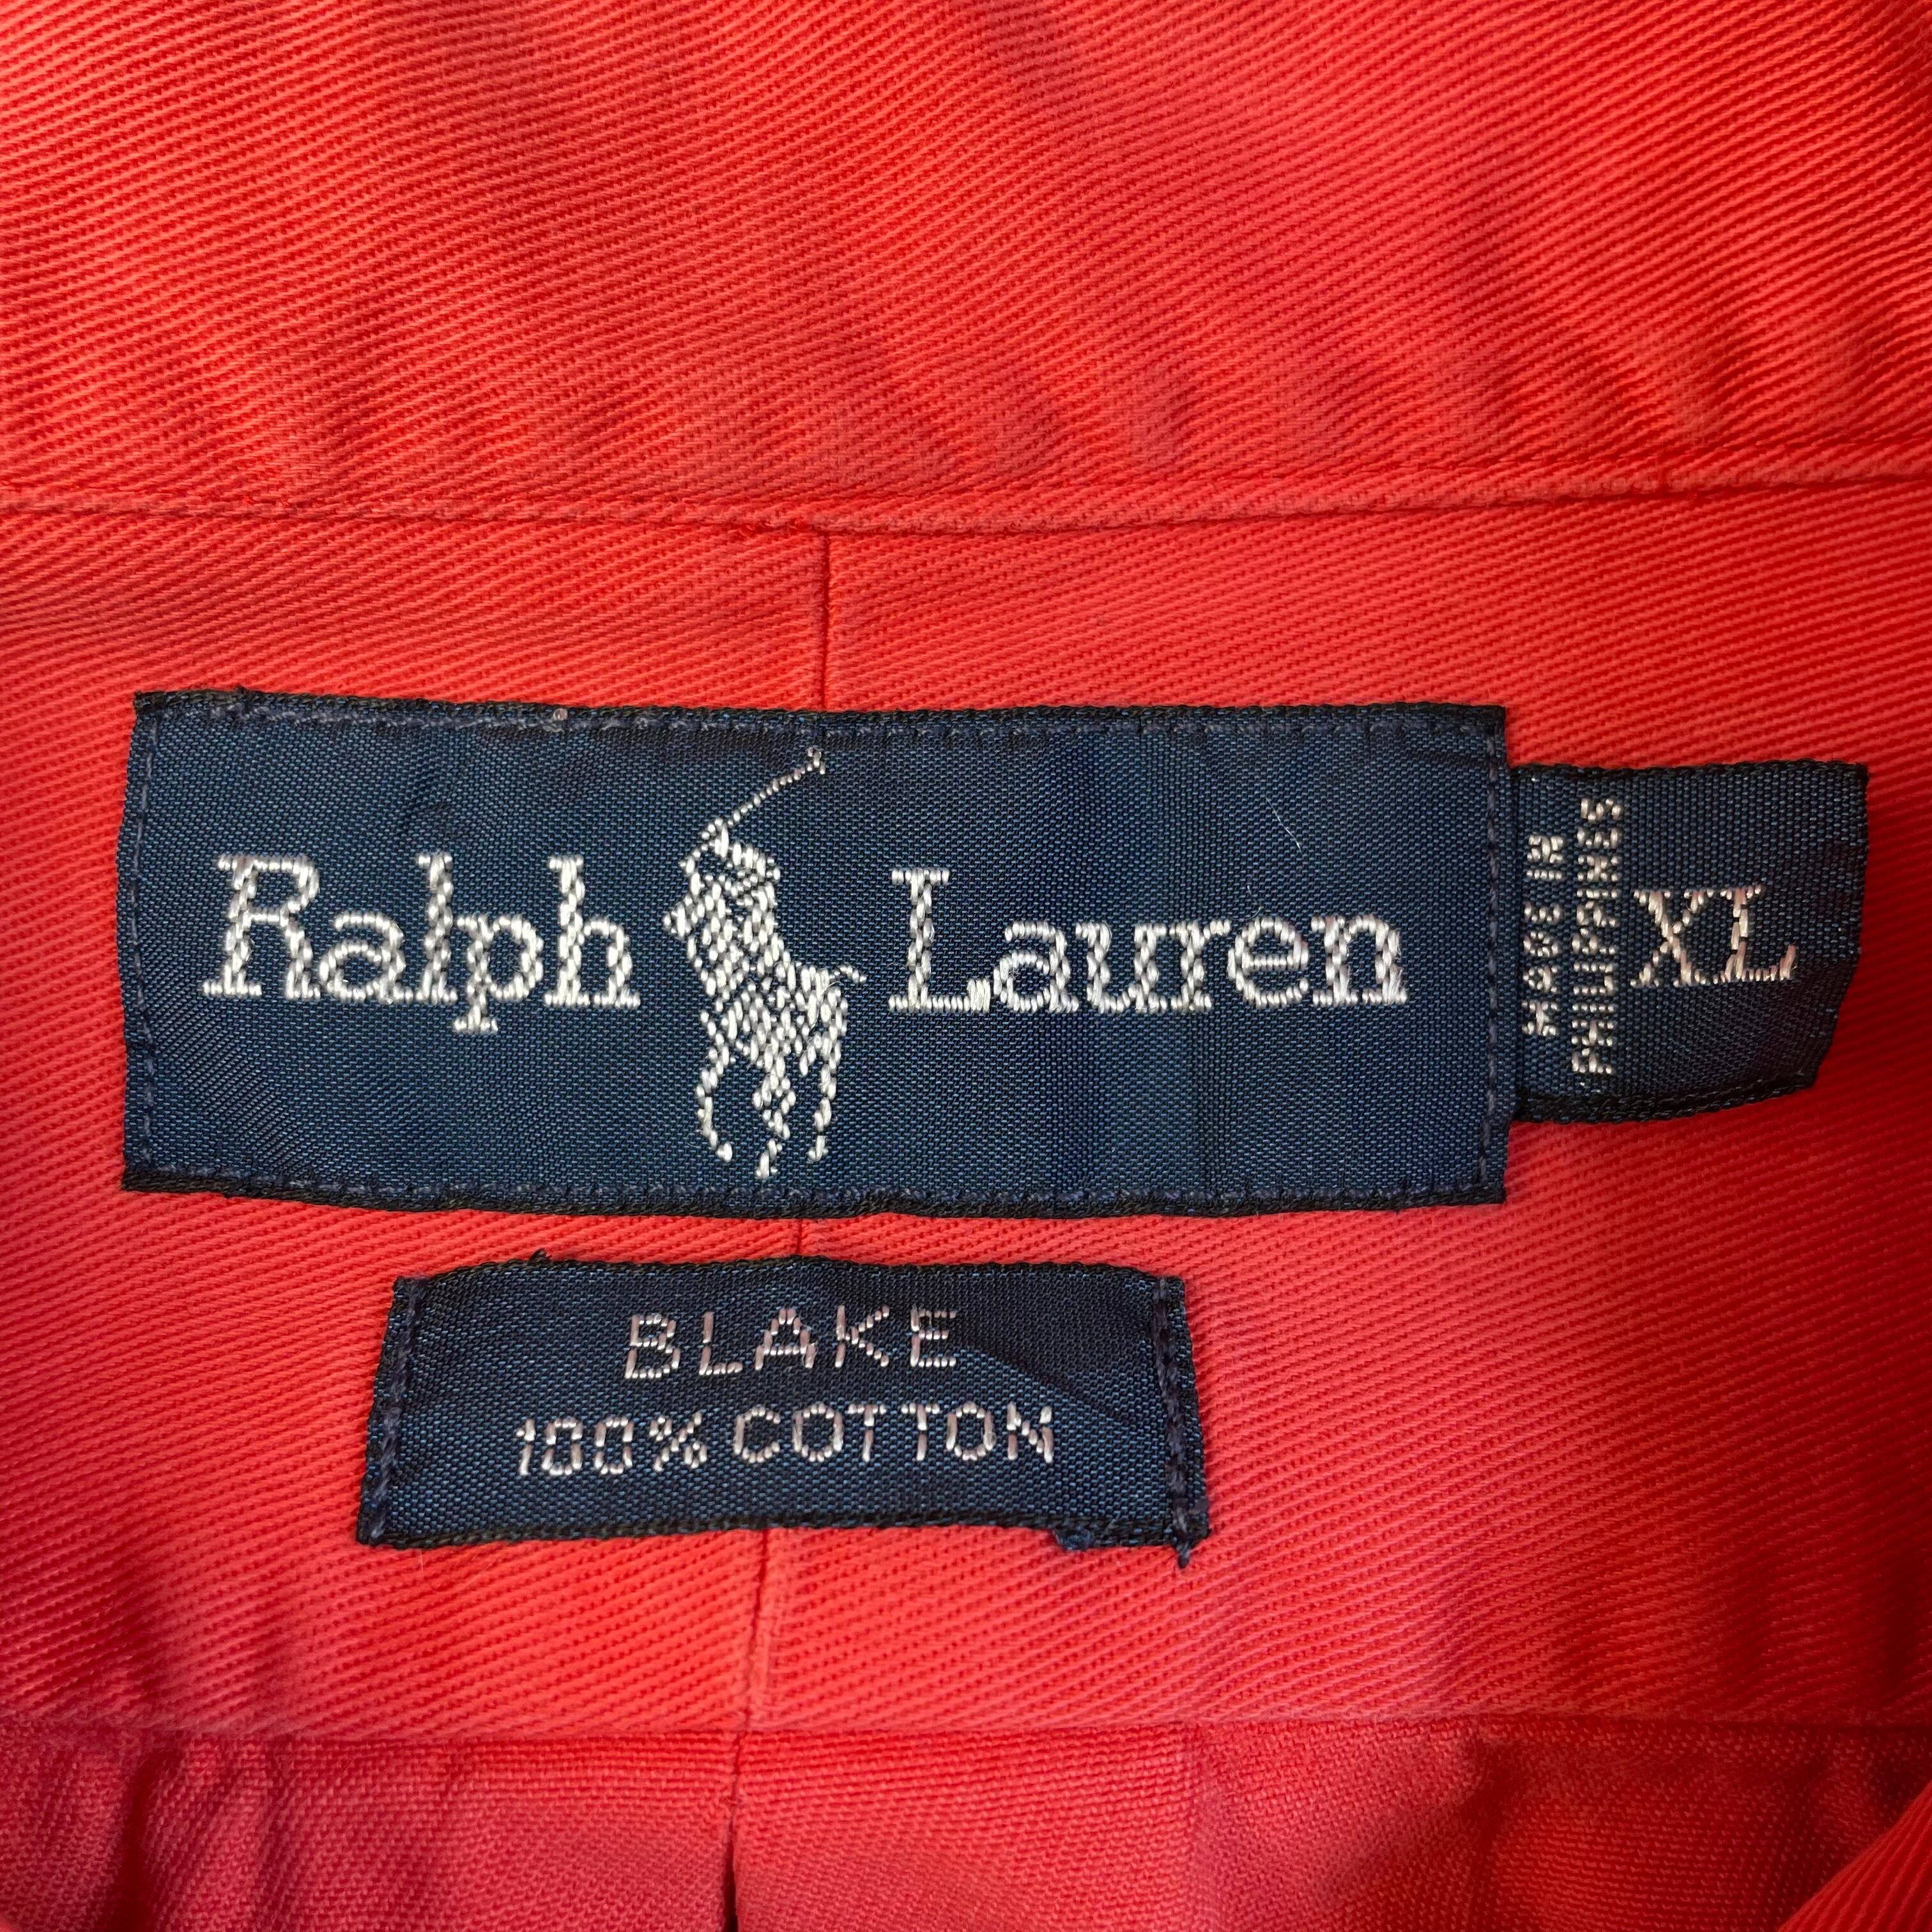 Ralph Lauren
MADE IN
PHILIPPINES
XL
BLAKE
100% COTTON